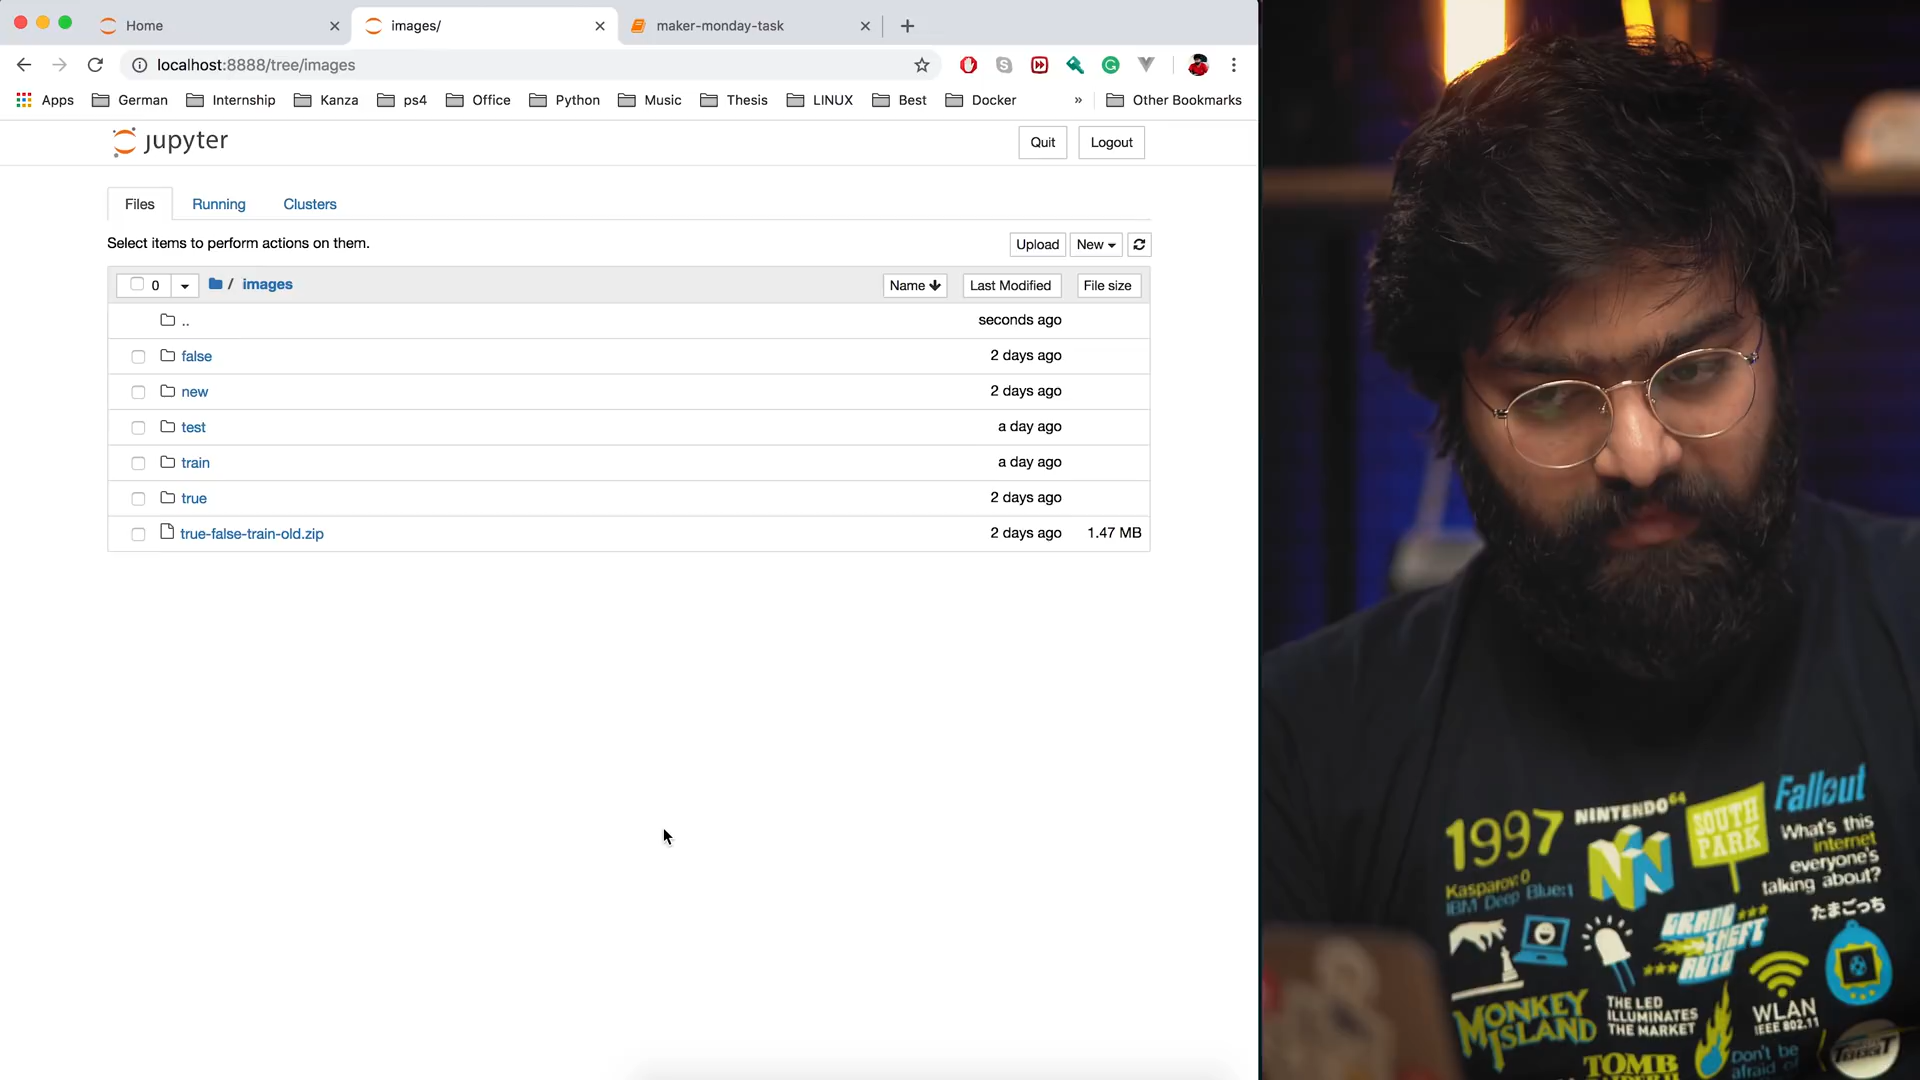 Home
images/
maker-monday-task
localhost:8888/tree/images
Apps
German
Internship
Kanza
ps4
Office
Python
Music
Thesis
LINUX
Best
Docker
»
Other Bookmarks
jupyter
Quit
Logout
Files
Running
Clusters
Select items to perform actions on them.
Upload
New
0
/ images
Name
Last Modified
File size
..
seconds ago
false
2 days ago
new
2 days ago
test
a day ago
train
a day ago
true
2 days ago
true-false-train-old.zip
2 days ago
1.47 MB
1997
Kasparov: 0
IBM Deep Blue: 1
NINTENDO 64
SOUTH
PARK
Fallout
What's this
internet
everyone's
talking about?
たまごっち
GRAND
THEFT
AUTO
MONKEY
ISLAND
THE LED
ILLUMINATES
THE MARKET
WLAN
IEEE 802.11
TOMB
Don't be
afraid of